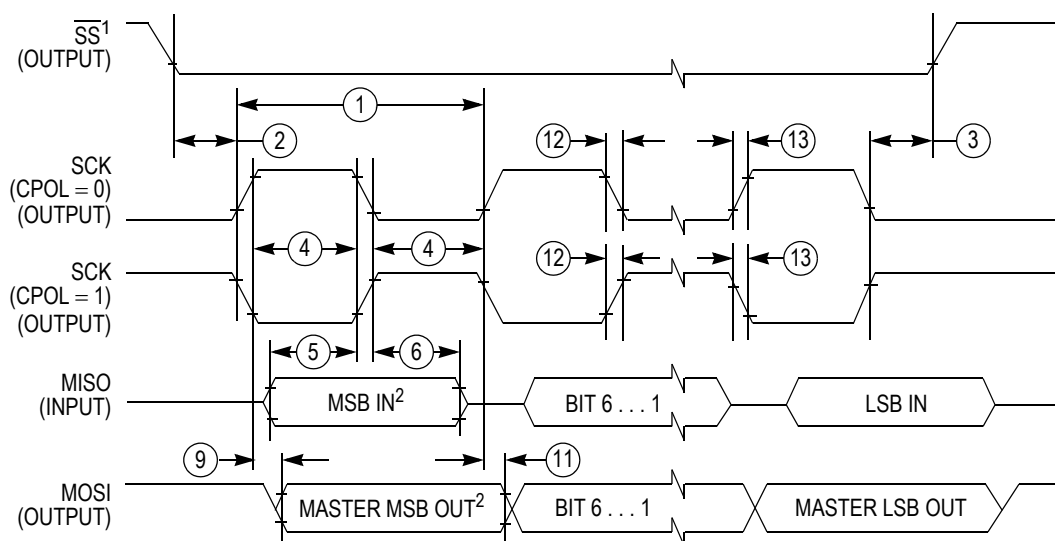 SS¹
(OUTPUT)
1
2
12
13
3
SCK
(CPOL = 0)
(OUTPUT)
4
4
SCK
(CPOL = 1)
(OUTPUT)
12
13
5
6
MISO
(INPUT)
MSB IN²
BIT 6 . . . 1
LSB IN
9
11
MOSI
(OUTPUT)
MASTER MSB OUT²
BIT 6 . . . 1
MASTER LSB OUT